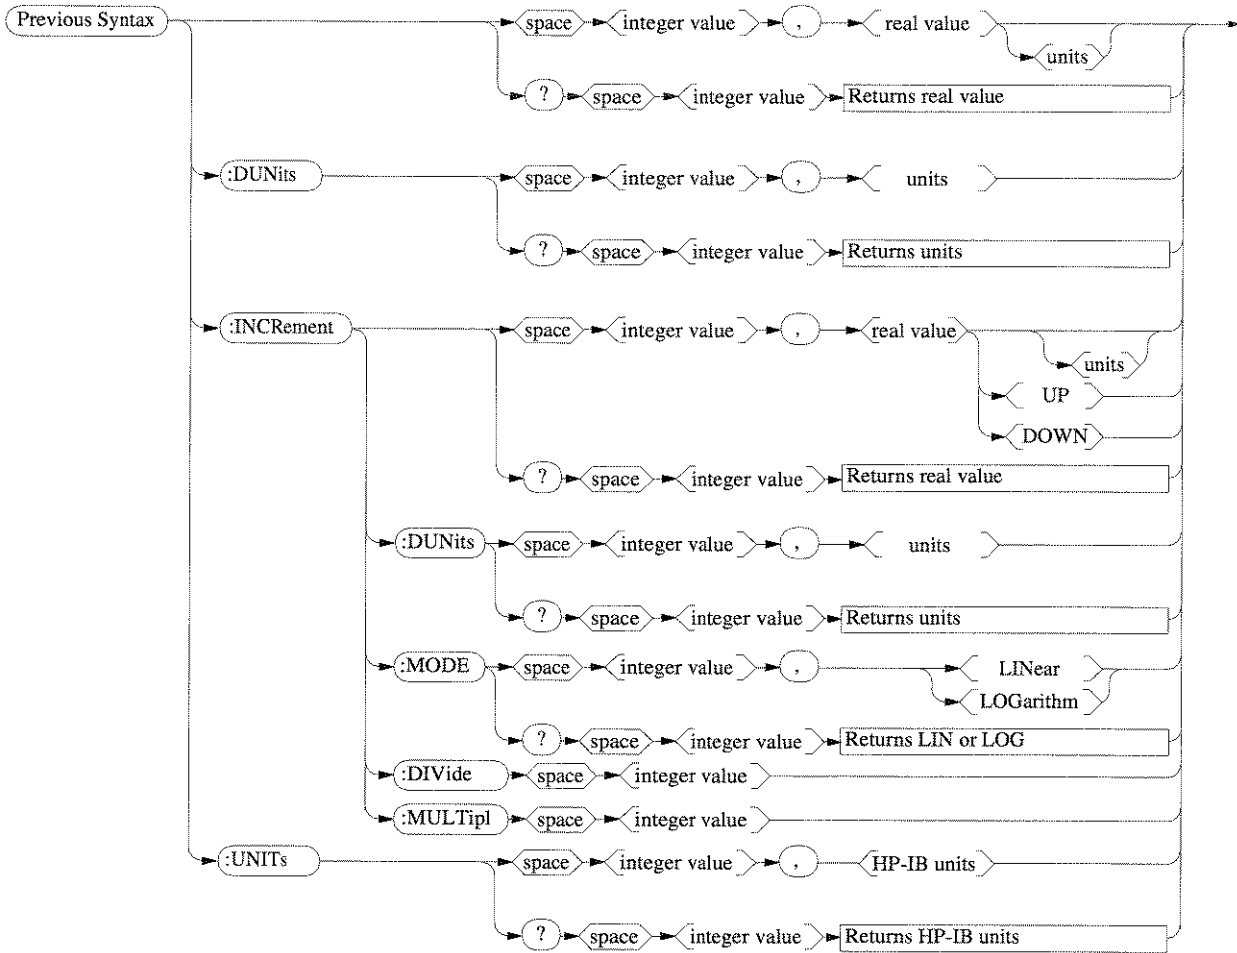 Previous Syntax space integer value , real value
units
? space integer value Returns real value
:DUNits space integer value , units
? space integer value Returns units
:INCRement space integer value , real value
units
UP
DOWN
? space integer value Returns real value
:DUNits space integer value , units
? space integer value Returns units
:MODE space integer value , LINear
LOGarithm
? space integer value Returns LIN or LOG
:DIVide space integer value
:MULTipl space integer value
:UNITs space integer value , HP-IB units
? space integer value Returns HP-IB units